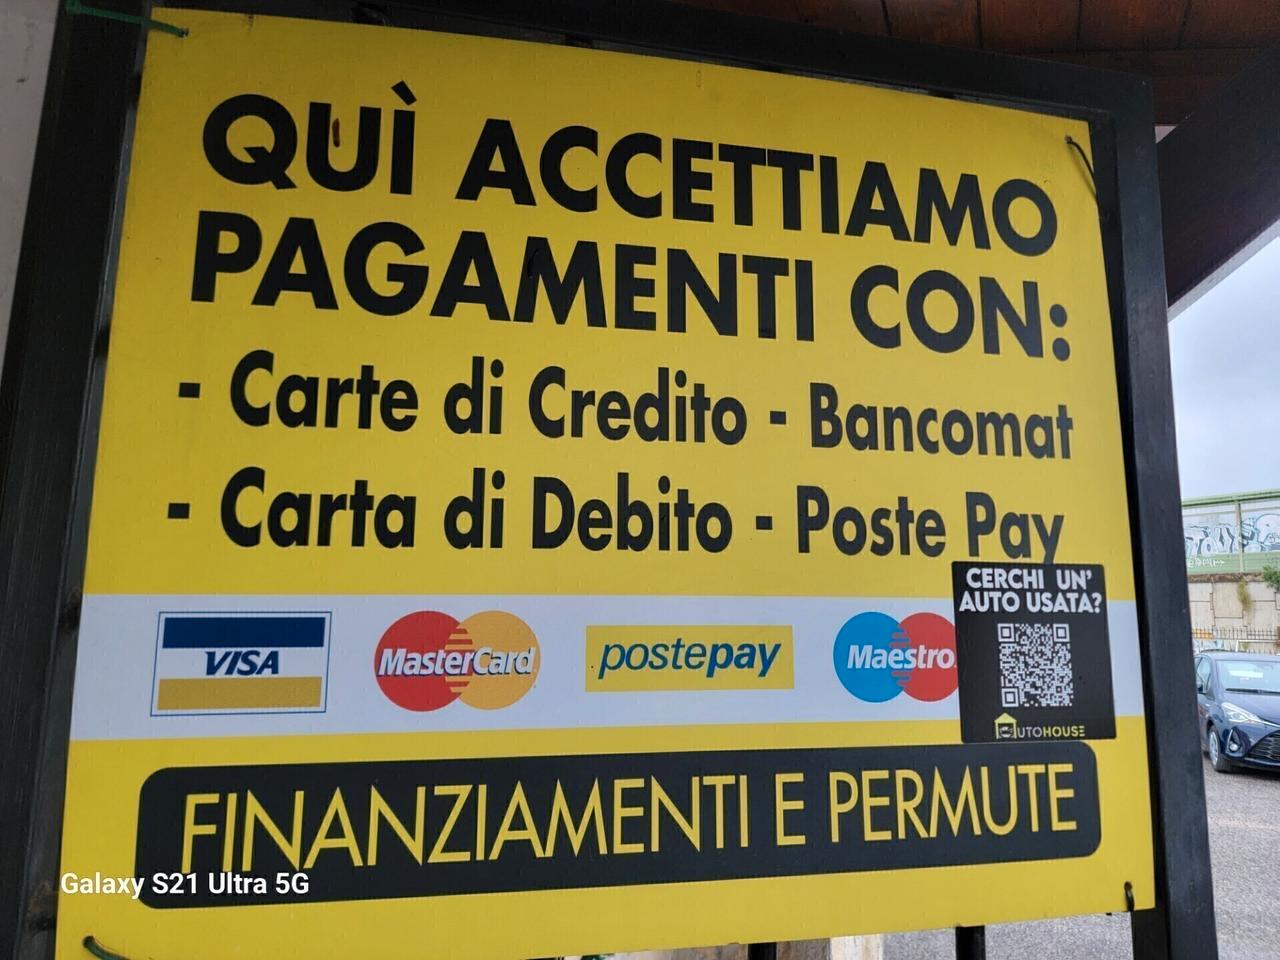 QUÌ ACCETTIAMO
PAGAMENTI CON:
- Carte di Credito - Bancomat
- Carta di Debito - Poste Pay
VISA
MasterCard
postepay
Maestro
CERCHI UN'
AUTO USATA?
AUTOHOUSE
FINANZIAMENTI E PERMUTE
Galaxy S21 Ultra 5G